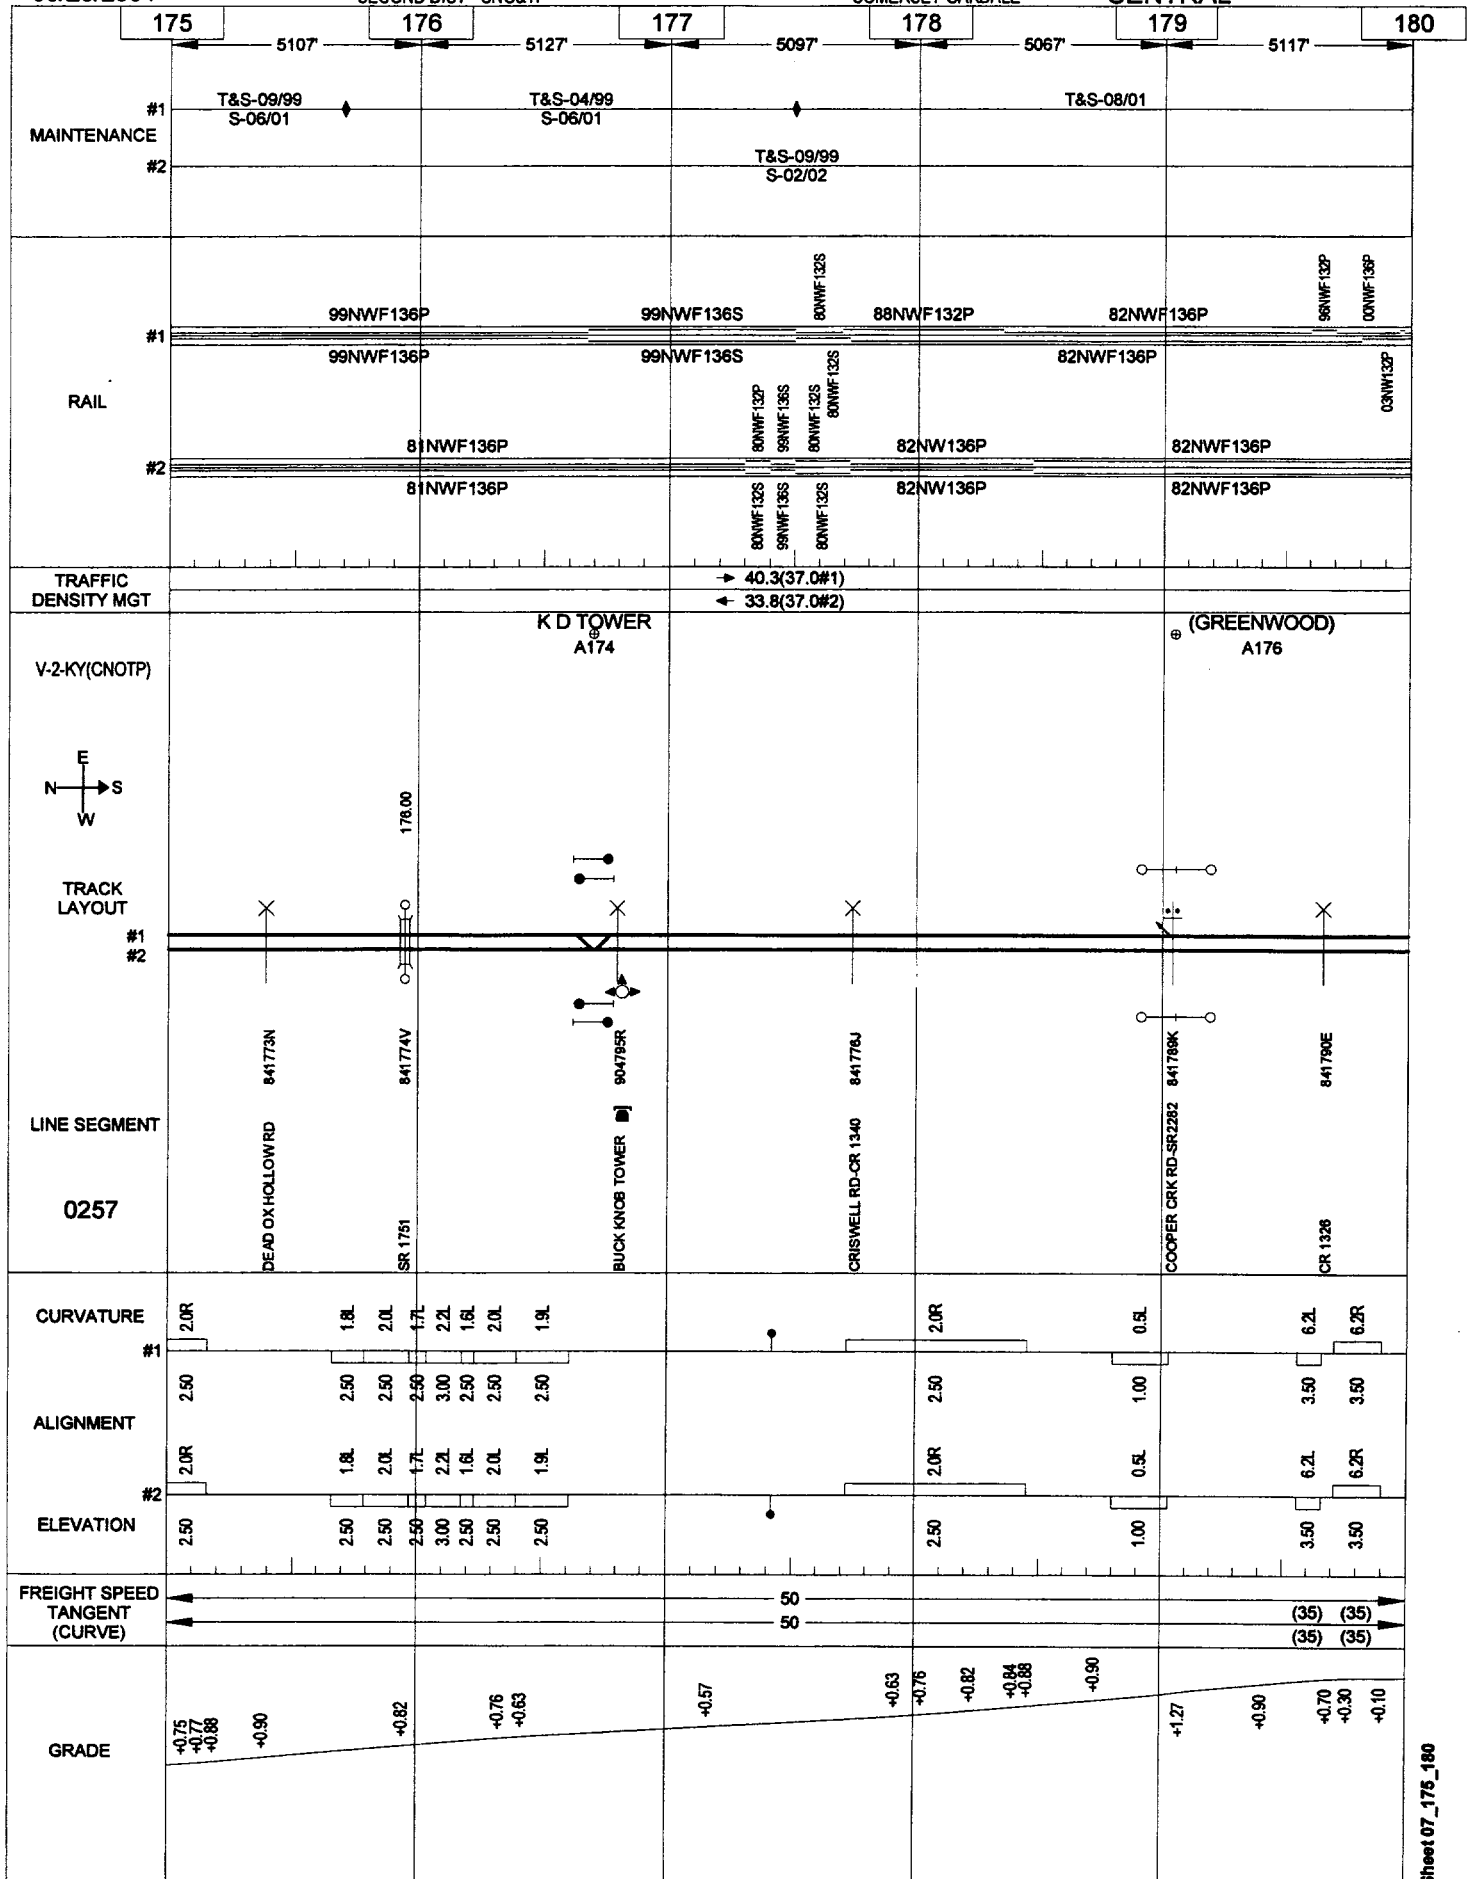 175 176 177 178 179 180
5107' 5127' 5097' 5067' 5117'
MAINTENANCE
#1 T&S-09/99 T&S-04/99 T&S-08/01
S-06/01 S-06/01
#2 T&S-09/99
S-02/02
RAIL
80NWF132S 96NWF132P 00NWF136P
99NWF136P 99NWF136S 88NWF132P 82NWF136P
#1
99NWF136P 99NWF136S 82NWF136P
80NWF132S 03NW132P
80NWF132P 99NWF136S 80NWF132S
81NWF136P 82NW136P 82NWF136P
#2
81NWF136P 82NW136P 82NWF136P
80NWF132S 99NWF136S 80NWF132S
TRAFFIC
DENSITY MGT
40.3(37.0#1)
33.8(37.0#2)
K D TOWER (GREENWOOD)
A174 A176
V-2-KY(CNOTP)
E
N S
W
176.00
TRACK
LAYOUT
#1
#2
841773N 841774V 904795R 841776J 841789K 841790E
LINE SEGMENT
0257
DEAD OX HOLLOW RD
SR 1751
BUCK KNOB TOWER
CRISWELL RD-CR 1340
COOPER CRK RD-SR2282
CR 1326
CURVATURE
2.0R 1.8L 2.0L 1.7L 2.2L 1.6L 2.0L 1.9L 2.0R 0.5L 6.2L 6.2R
#1
2.50 2.50 2.50 2.50 3.00 2.50 2.50 2.50 2.50 1.00 3.50 3.50
ALIGNMENT
2.0R 1.8L 2.0L 1.7L 2.2L 1.6L 2.0L 1.9L 2.0R 0.5L 6.2L 6.2R
#2
ELEVATION
2.50 2.50 2.50 2.50 3.00 2.50 2.50 2.50 2.50 1.00 3.50 3.50
FREIGHT SPEED
TANGENT
(CURVE)
50
(35) (35)
50
(35) (35)
GRADE
+0.75 +0.77 +0.88 +0.90 +0.82 +0.76 +0.63 +0.57 +0.63 +0.76 +0.82 +0.84 +0.88 +0.90 +1.27 +0.90 +0.70 +0.30 +0.10
Sheet 07_175_180